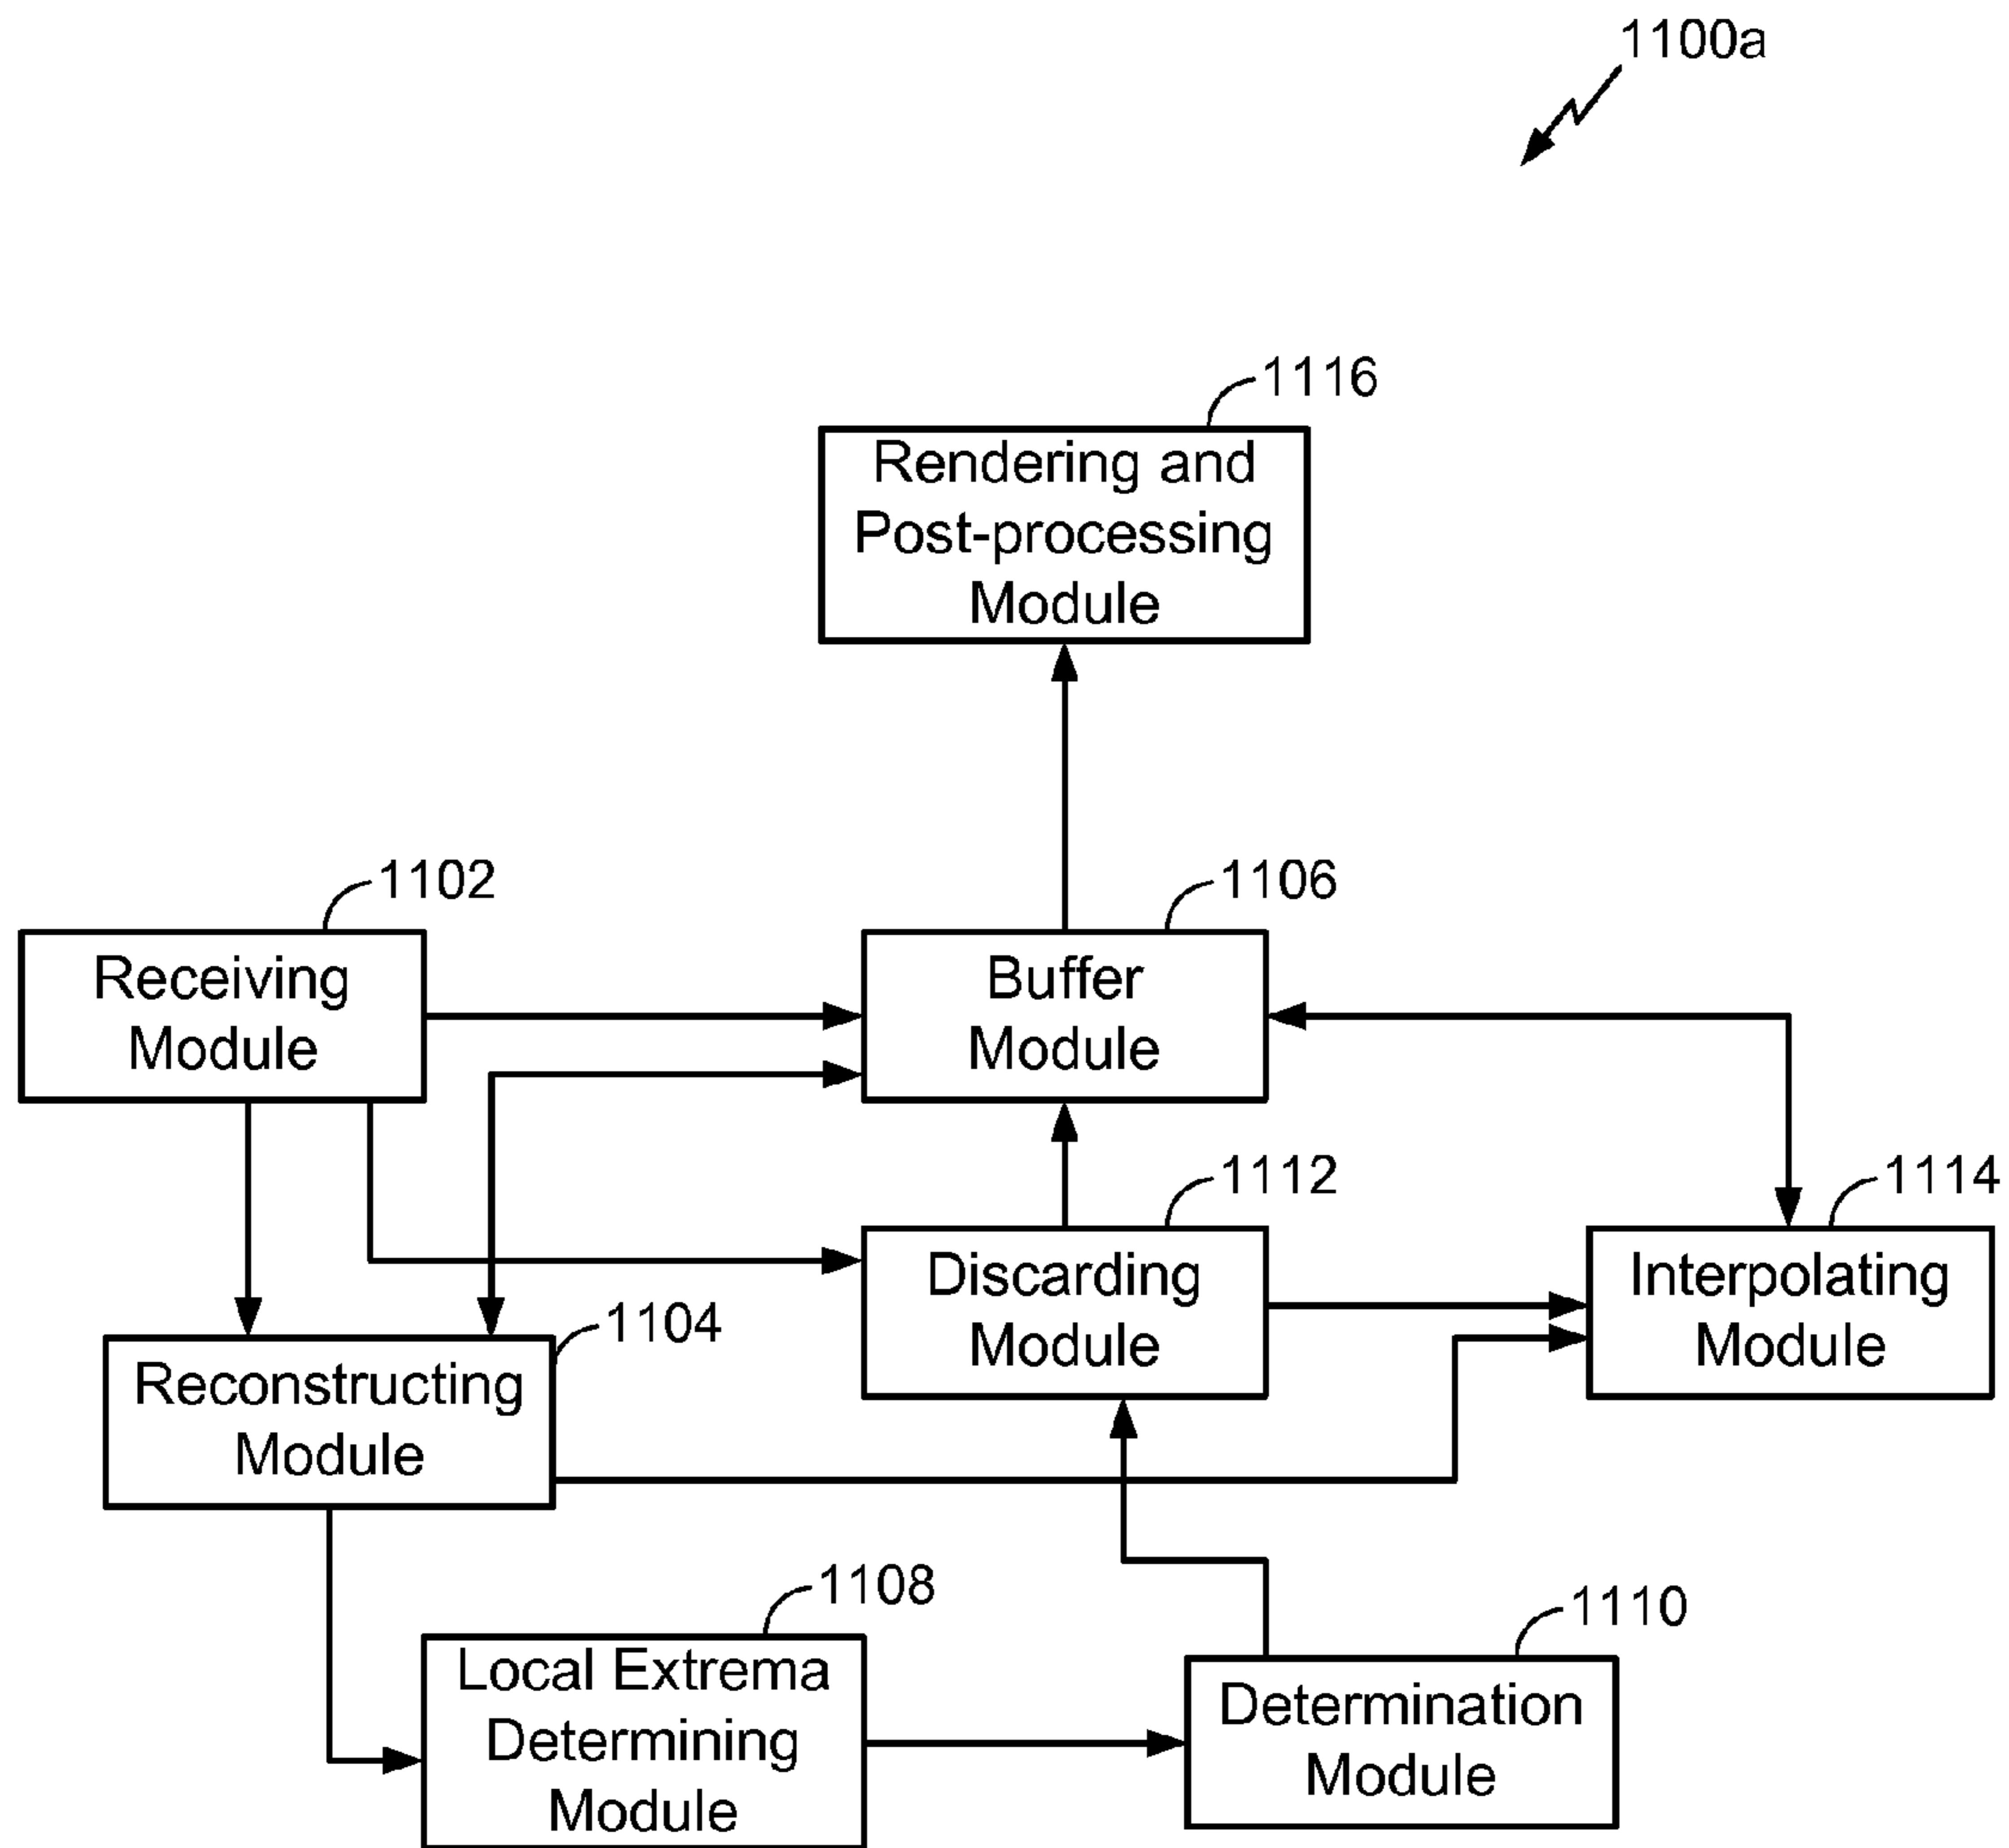 1100a
1116
Rendering and
Post-processing
Module
1102
1106
Receiving
Module
Buffer
Module
1112
1114
Discarding
Module
Interpolating
Module
1104
Reconstructing
Module
1108
1110
Local Extrema
Determining
Module
Determination
Module